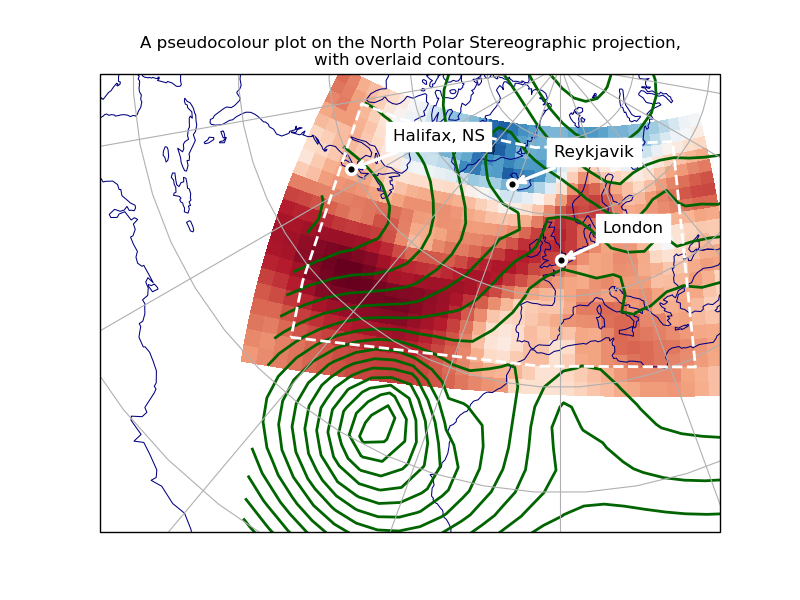 A pseudocolour plot on the North Polar Stereographic projection,
with overlaid contours.
Halifax, NS
Reykjavik
London